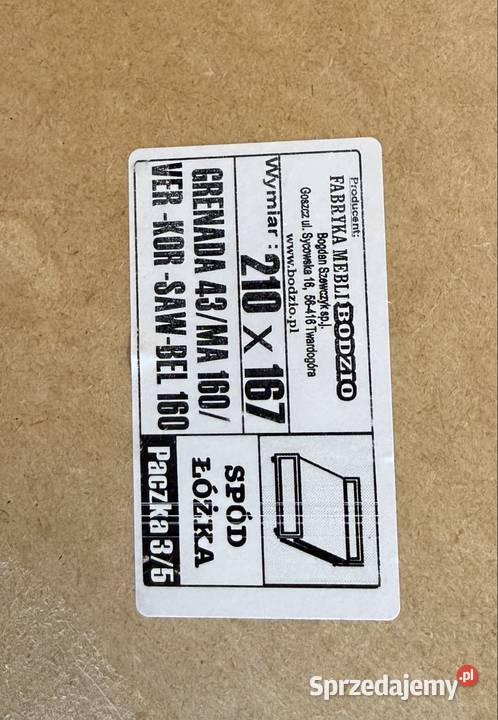 Producent:
FABRYKA MEBLI BODZIO
Bogdan Szewczyk sp.j.
Goszcz ul. Sycowska 16, 56-416 Twardogóra
www.bodzio.pl
Wymiar : 210 x 167
GRENADA 43/MA 160/
VER -KOR -SAW-BEL 160
SPÓD
ŁÓŻKA
Paczka 3/5
Sprzedajemy.pl